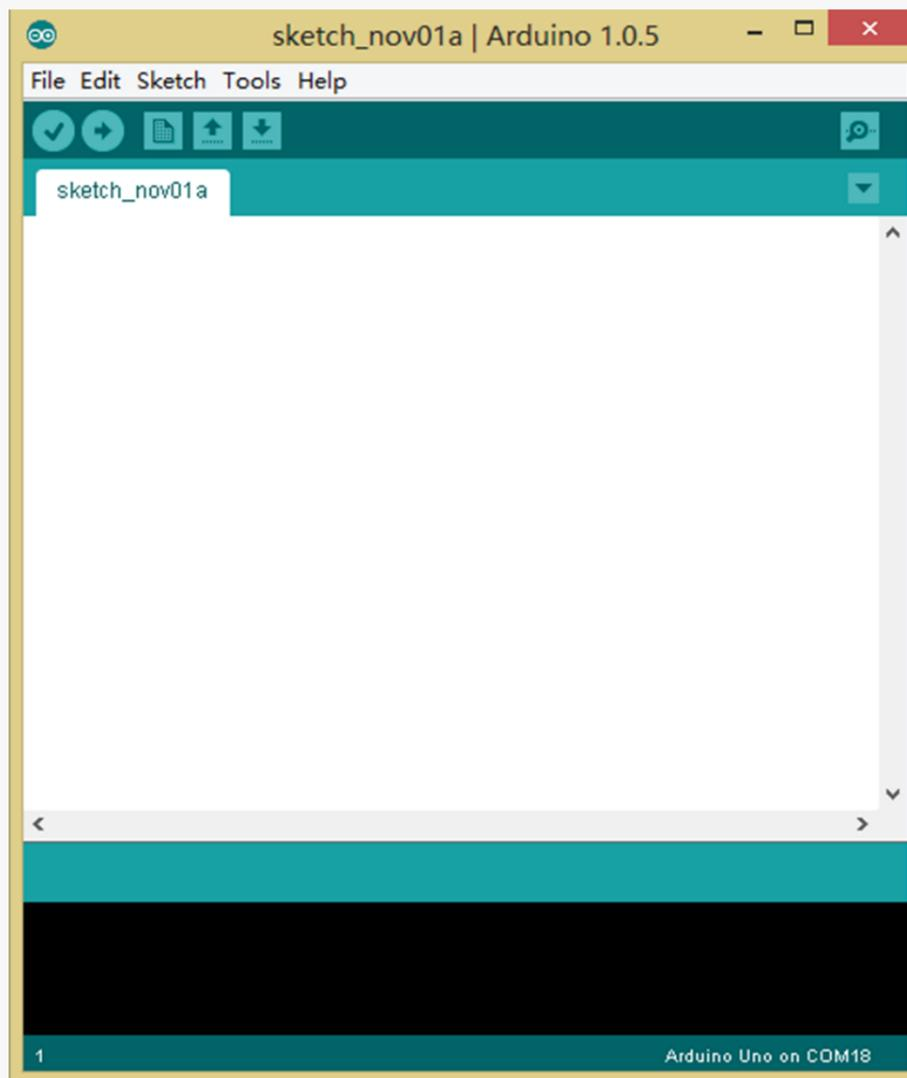 sketch_nov01a | Arduino 1.0.5
File Edit Sketch Tools Help
sketch_nov01a
1 Arduino Uno on COM18